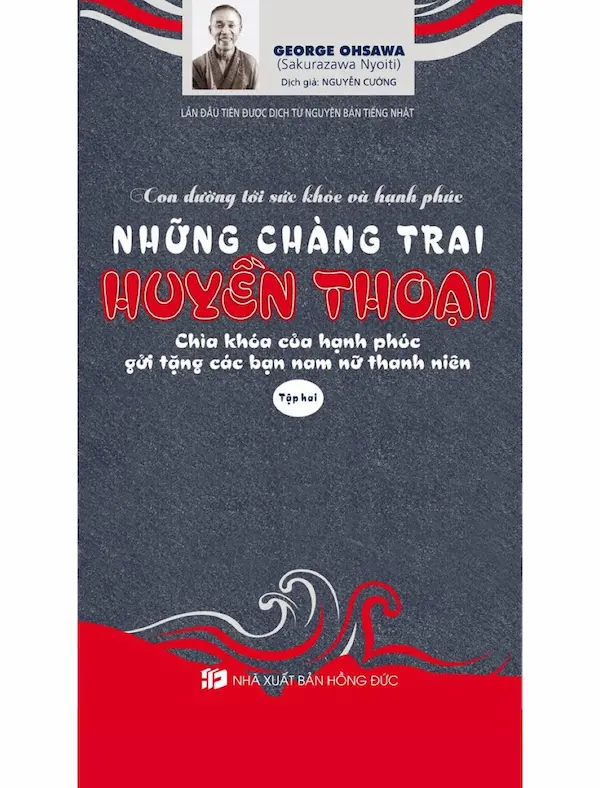 GEORGE OHSAWA
(Sakurazawa Nyoiti)
Dịch giả: NGUYỄN CƯỜNG
LẦN ĐẦU TIÊN ĐƯỢC DỊCH TỪ NGUYÊN BẢN TIẾNG NHẬT
Con đường tới sức khỏe và hạnh phúc
NHỮNG CHÀNG TRAI
HUYỀN THOẠI
Chìa khóa của hạnh phúc
gửi tặng các bạn nam nữ thanh niên
Tập hai
NHÀ XUẤT BẢN HỒNG ĐỨC